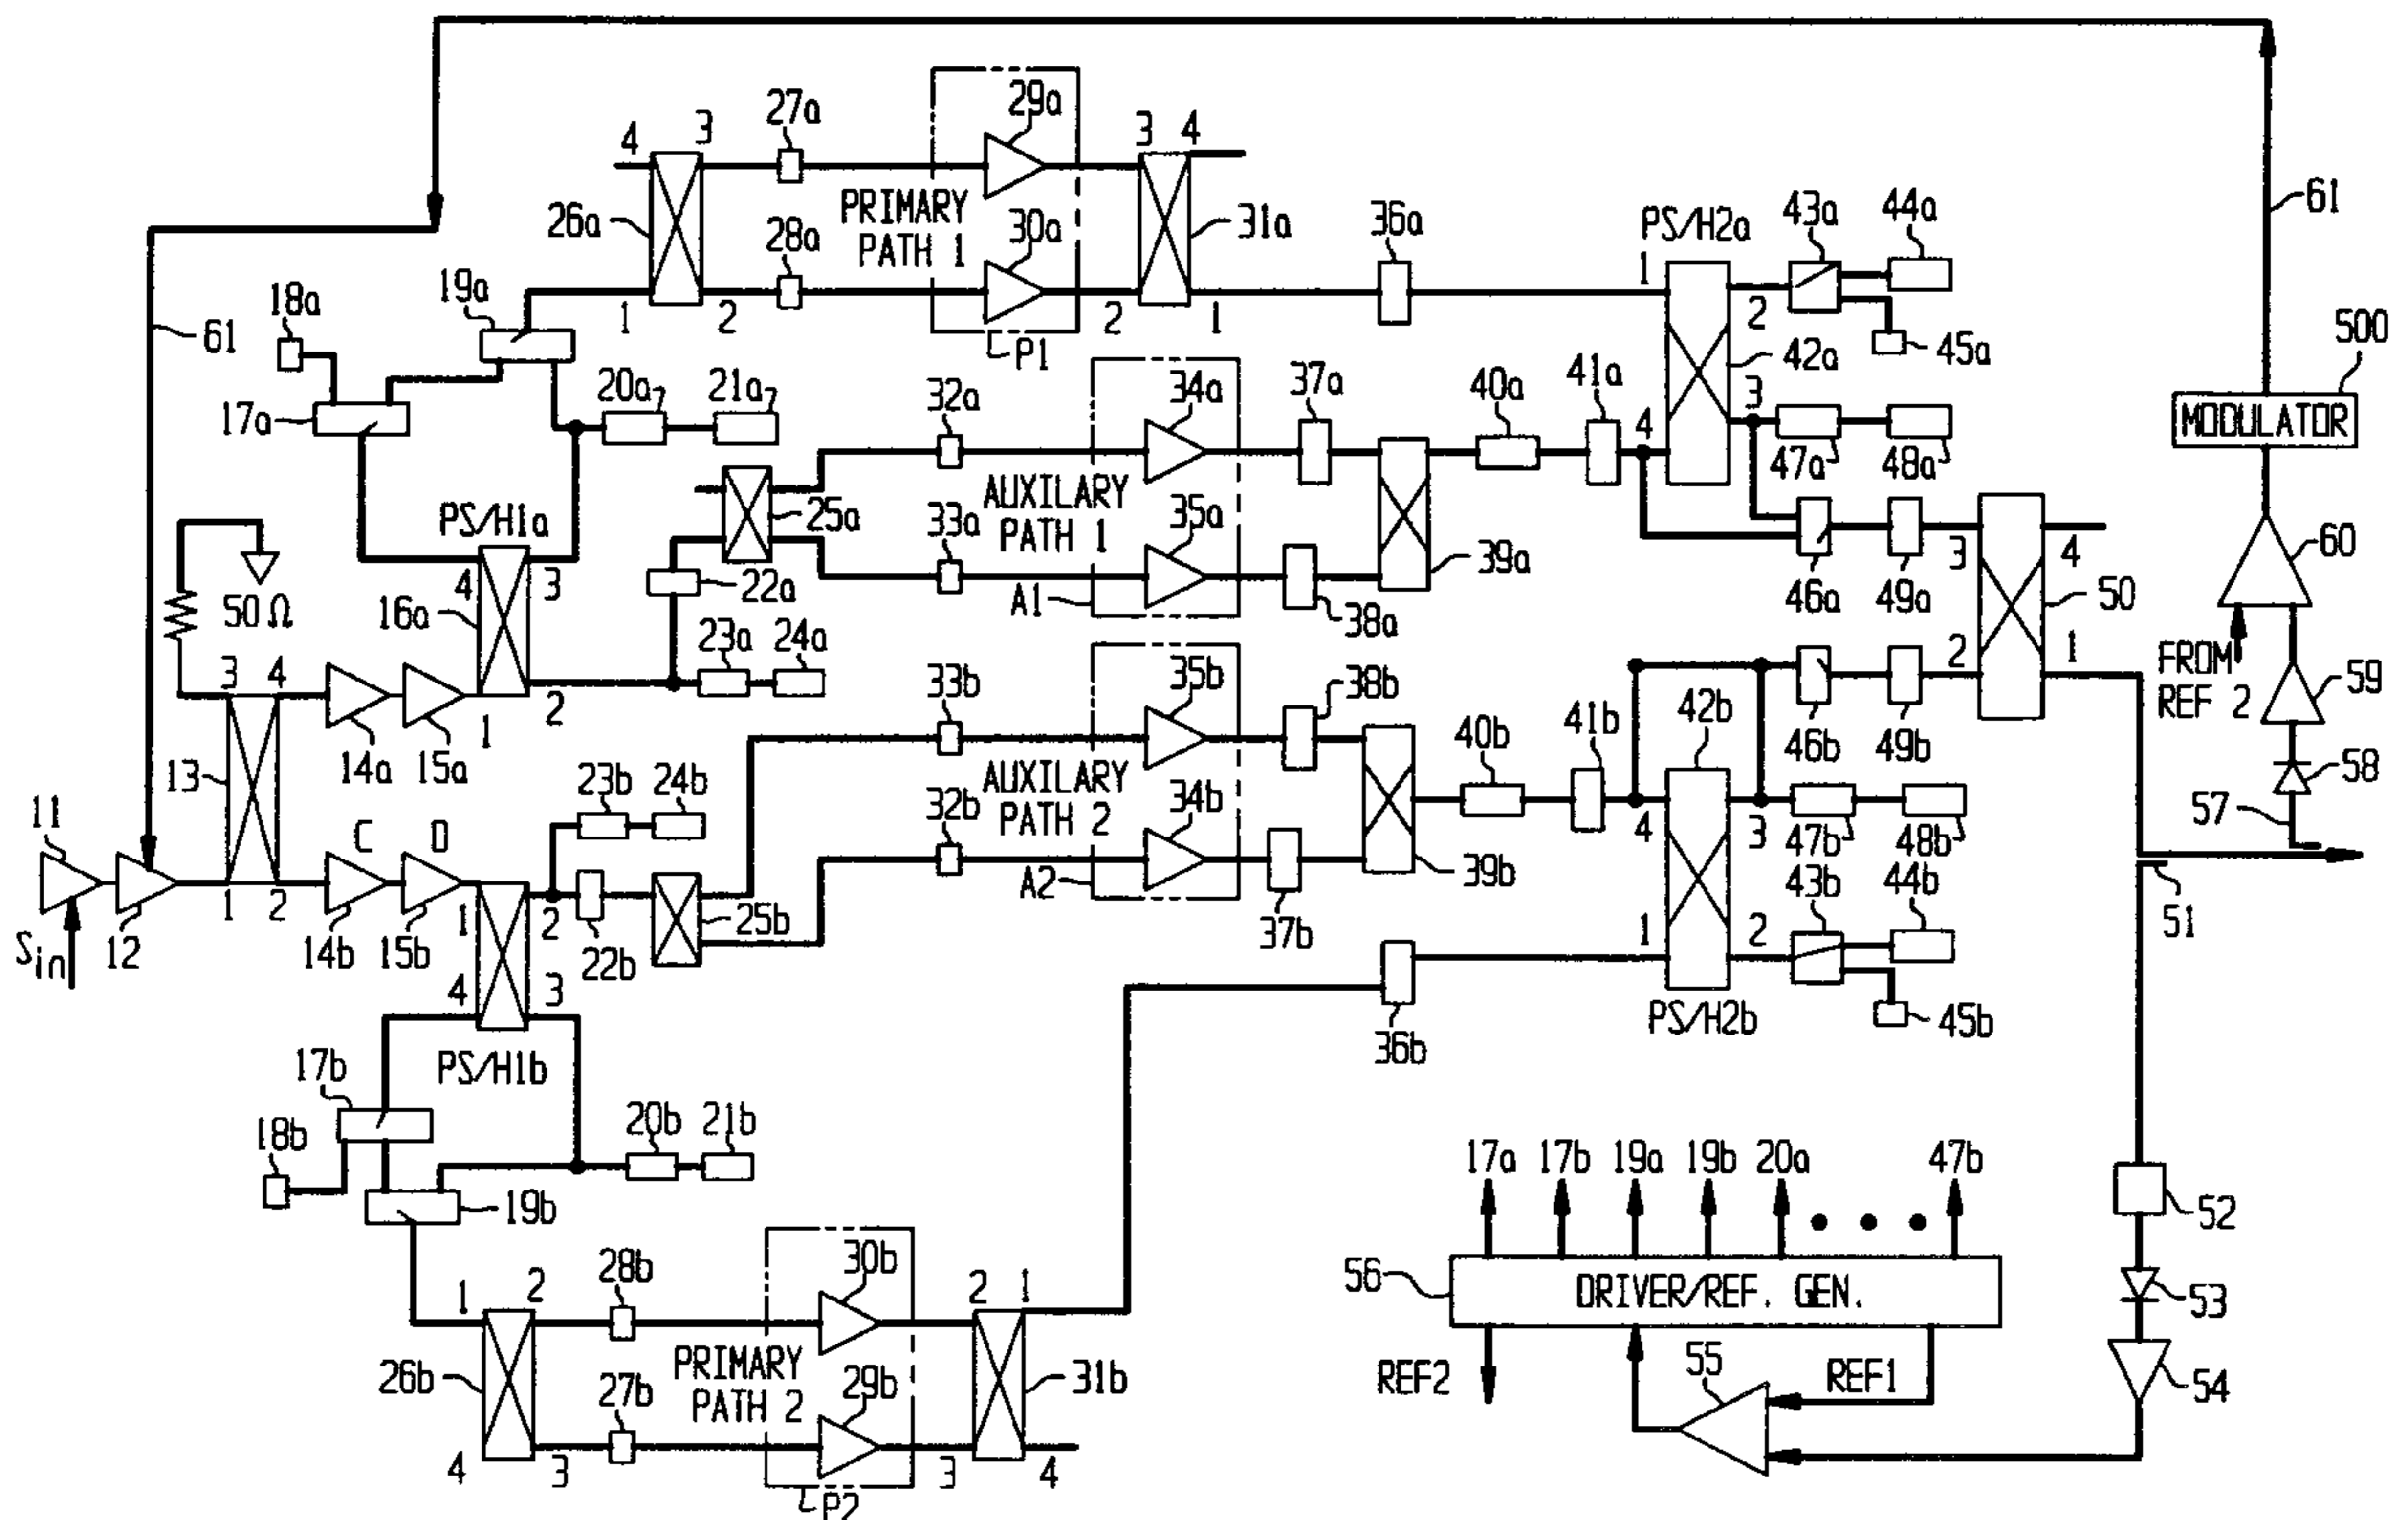 29a
27a
4
3
3
4
61
PS/H2a
43a
44a
26a
PRIMARY
PATH 1
30a
31a
36a
28a
1
19a
18a
1
2
2
1
2
500
61
P1
45a
42a
17a
20a
21a
32a
34a
37a
40a
41a
3
MODULATOR
4
47a
48a
AUXILARY
PATH 1
PS/H1a
25a
33a
35a
4
3
50 Ω
22a
39a
3
4
60
16a
A1
46a
49a
50
38a
23a
24a
FROM
REF 2
2
1
3
4
33b
35b
38b
59
2
42b
1
40b
41b
46b
49b
14a
15a
13
AUXILARY
PATH 2
58
23b
24b
34b
32b
57
11
C
D
4
3
47b
48b
39b
43b
44b
A2
1
2
1
2
25b
51
Sin
12
14b
15b
22b
37b
1
2
4
3
45b
PS/H2b
36b
17b
PS/H1b
20b
21b
18b
17a
17b
19a
19b
20a
47b
• • •
19b
52
30b
28b
1
2
2
1
56
DRIVER/REF. GEN.
53
PRIMARY
PATH 2
55
26b
27b
29b
31b
REF2
REF1
54
4
3
3
4
P2